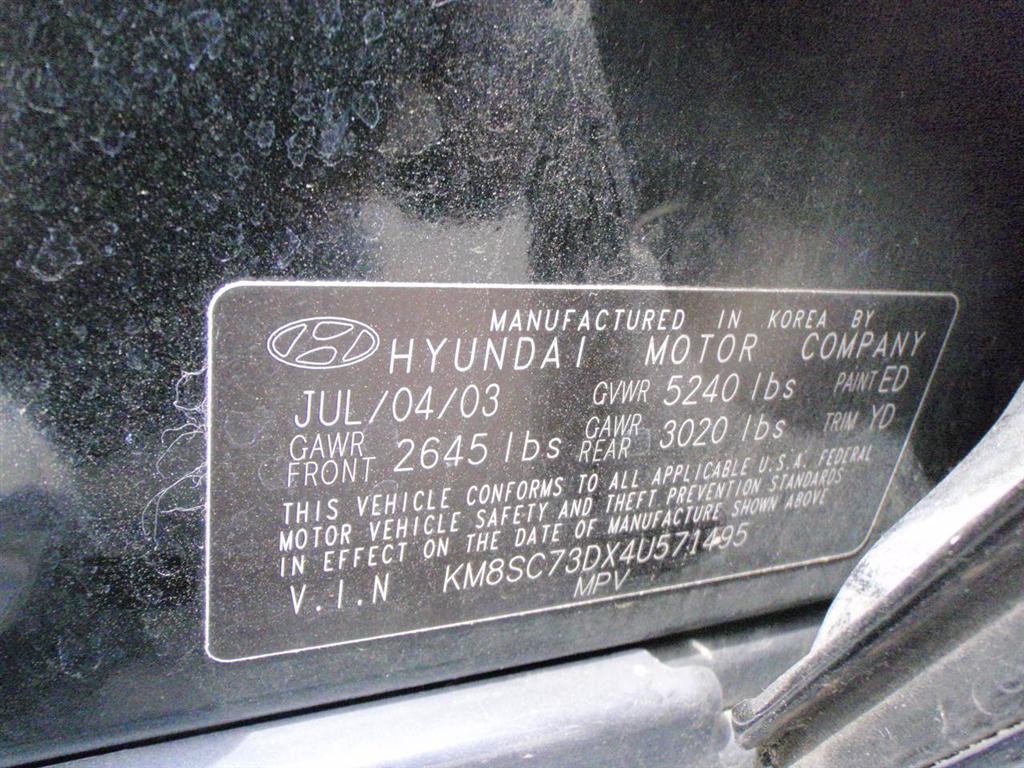 MANUFACTURED IN KOREA BY
HYUNDAI MOTOR COMPANY
JUL/04/03 GVWR 5240 lbs PAINT ED
GAWR FRONT 2645 lbs GAWR REAR 3020 lbs TRIM YD
THIS VEHICLE CONFORMS TO ALL APPLICABLE U.S.A. FEDERAL
MOTOR VEHICLE SAFETY AND THEFT PREVENTION STANDARDS
IN EFFECT ON THE DATE OF MANUFACTURE SHOWN ABOVE
V.I.N KM8SC73DX4U571495
MPV